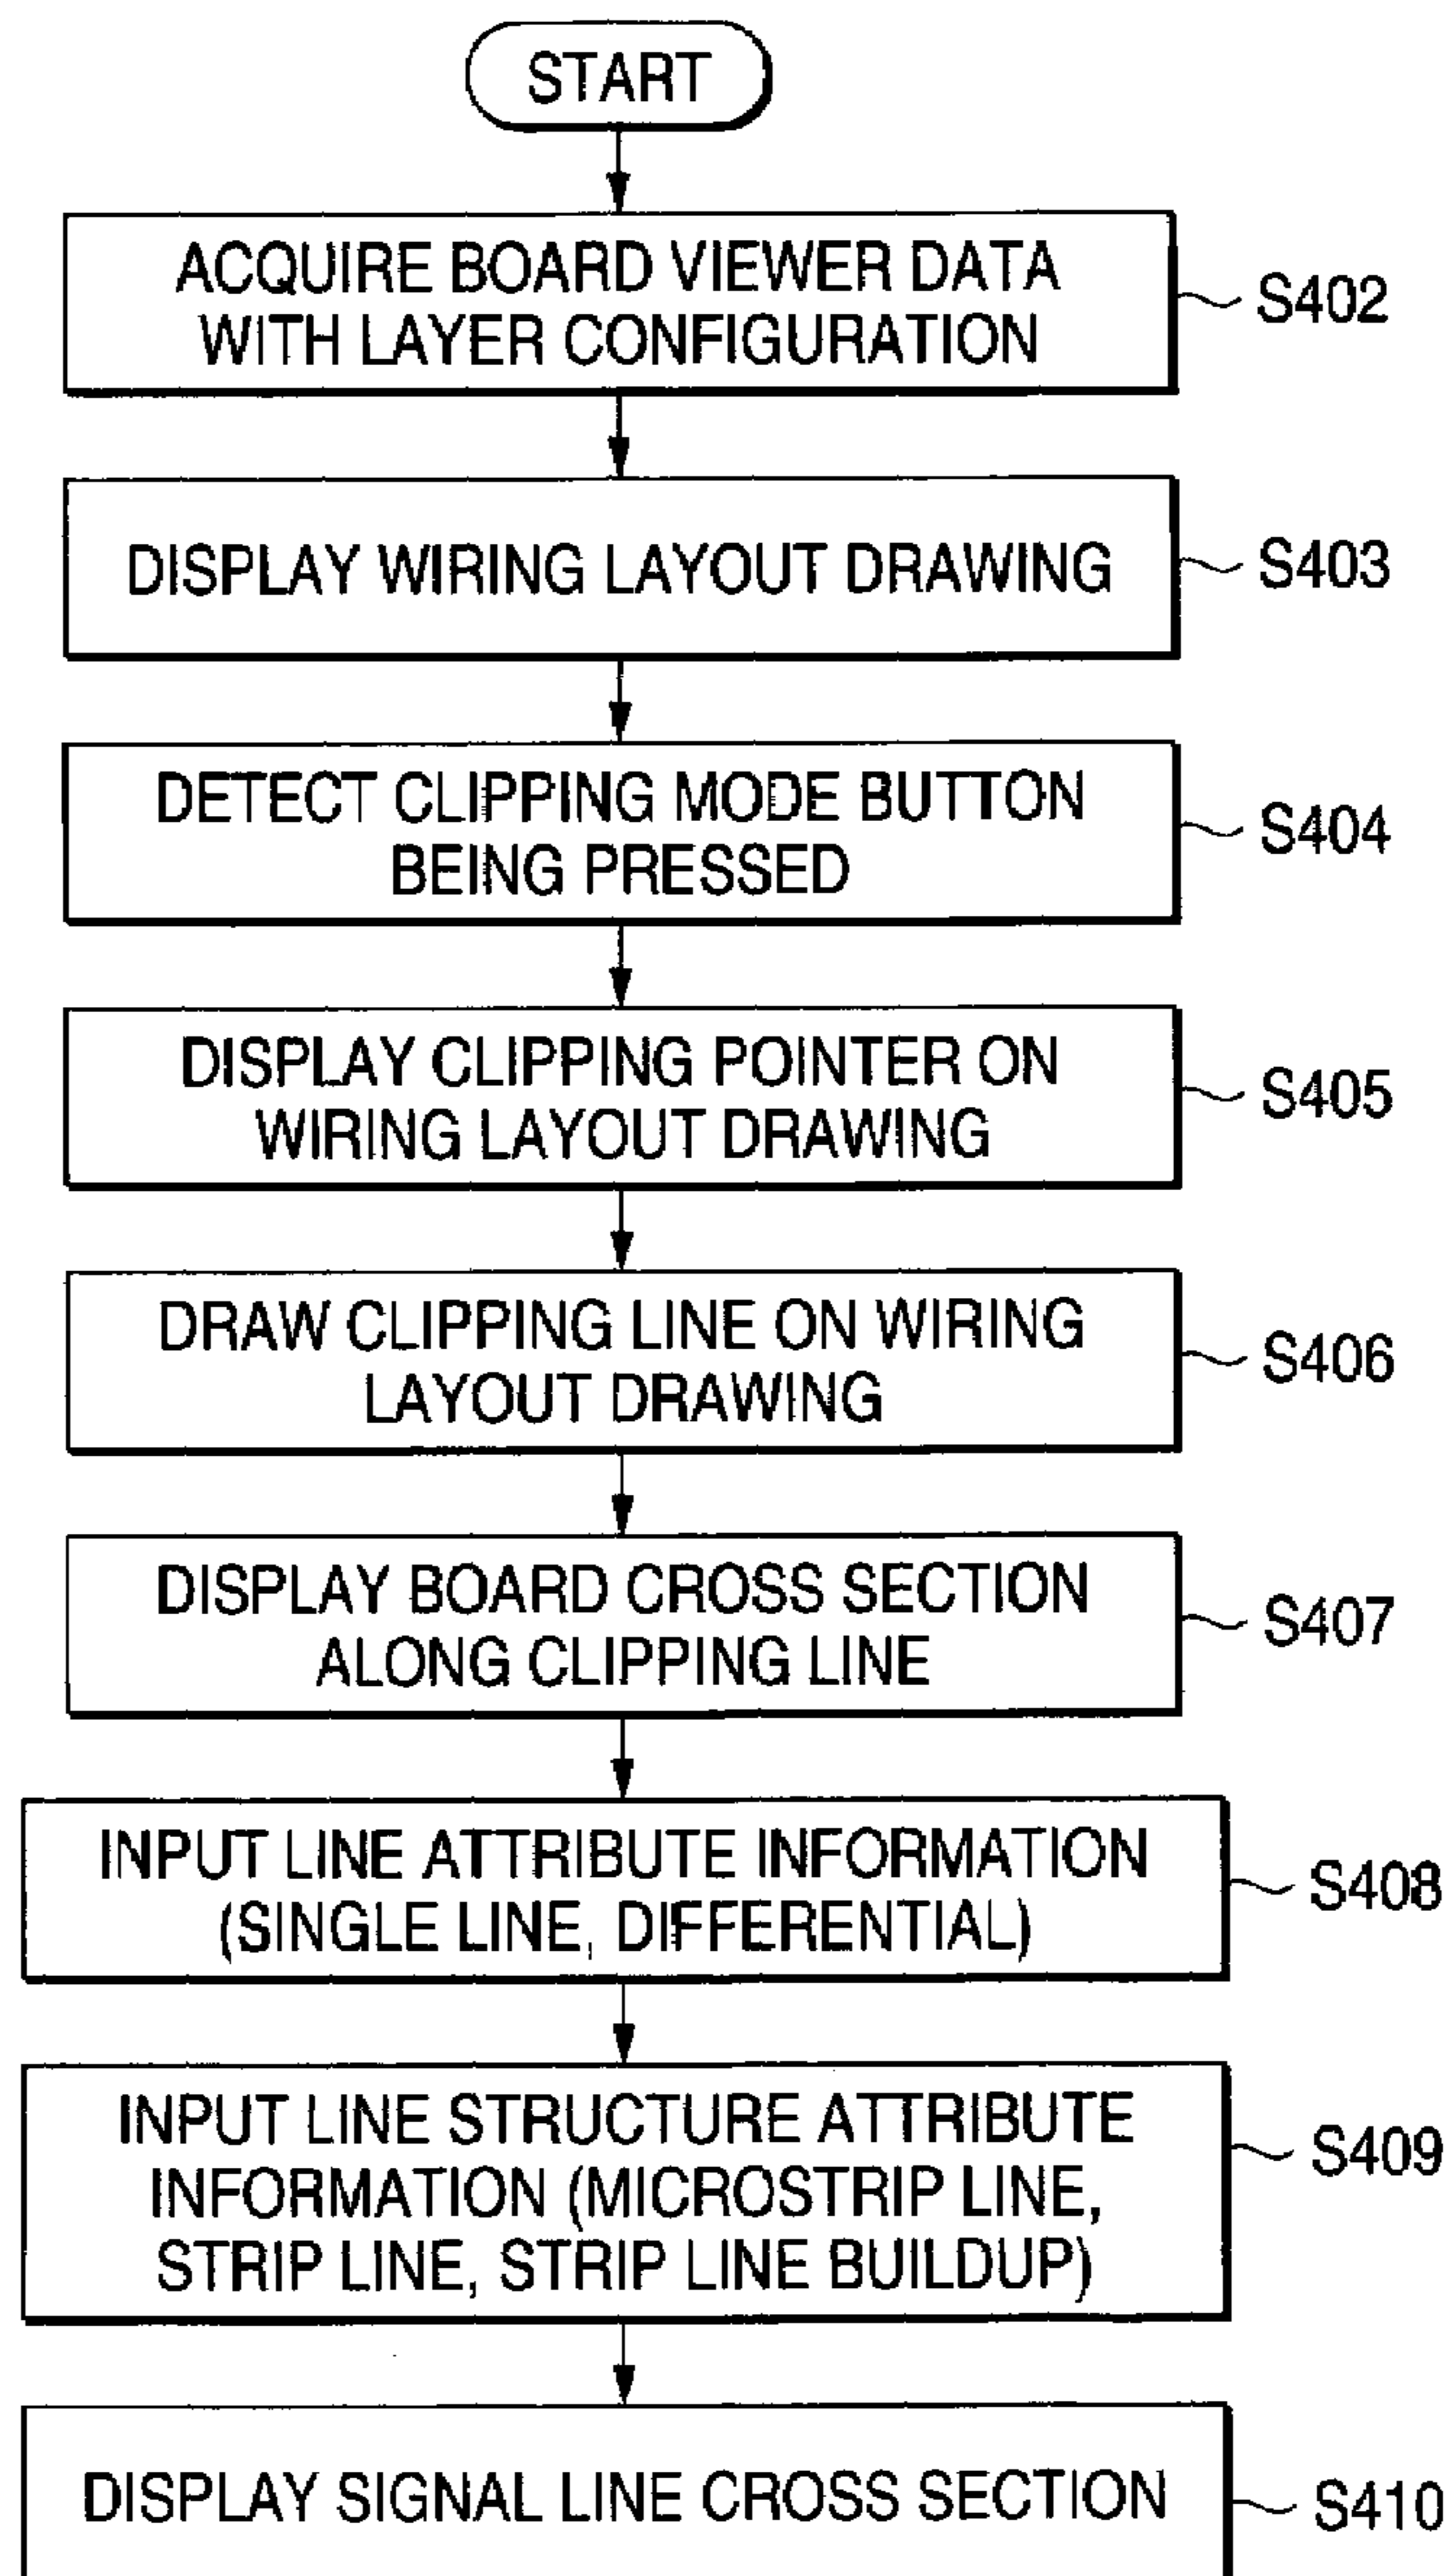 START
ACQUIRE BOARD VIEWER DATA
WITH LAYER CONFIGURATION
S402
DISPLAY WIRING LAYOUT DRAWING
S403
DETECT CLIPPING MODE BUTTON
BEING PRESSED
S404
DISPLAY CLIPPING POINTER ON
WIRING LAYOUT DRAWING
S405
DRAW CLIPPING LINE ON WIRING
LAYOUT DRAWING
S406
DISPLAY BOARD CROSS SECTION
ALONG CLIPPING LINE
S407
INPUT LINE ATTRIBUTE INFORMATION
(SINGLE LINE, DIFFERENTIAL)
S408
INPUT LINE STRUCTURE ATTRIBUTE
INFORMATION (MICROSTRIP LINE,
STRIP LINE, STRIP LINE BUILDUP)
S409
DISPLAY SIGNAL LINE CROSS SECTION
S410